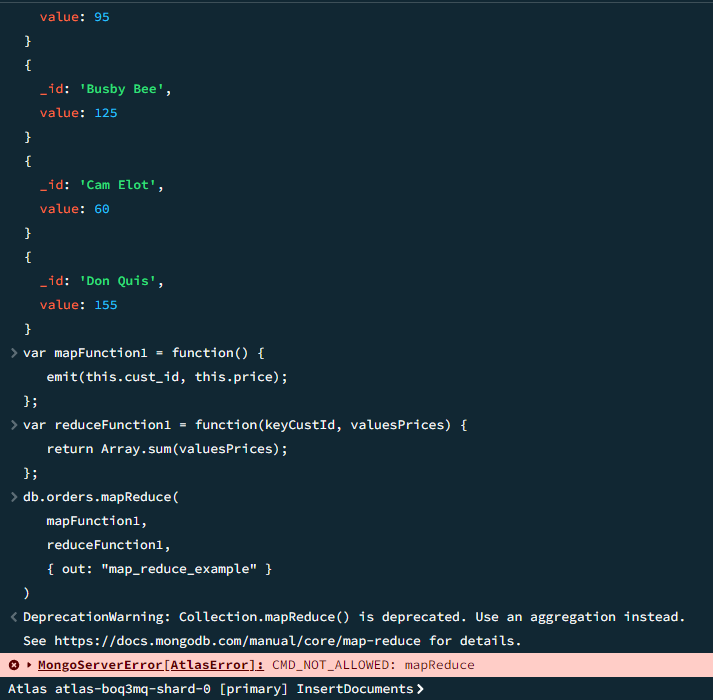 value: 95
}
{
_id: 'Busby Bee',
value: 125
}
{
_id: 'Cam Elot',
value: 60
}
{
_id: 'Don Quis',
value: 155
}
> var mapFunction1 = function() {
emit(this.cust_id, this.price);
};
> var reduceFunction1 = function(keyCustId, valuesPrices) {
return Array.sum(valuesPrices);
};
> db.orders.mapReduce(
mapFunction1,
reduceFunction1,
{ out: "map_reduce_example" }
)
< DeprecationWarning: Collection.mapReduce() is deprecated. Use an aggregation instead.
See https://docs.mongodb.com/manual/core/map-reduce for details.
MongoServerError[AtlasError]: CMD_NOT_ALLOWED: mapReduce
Atlas atlas-boq3mq-shard-0 [primary] InsertDocuments>